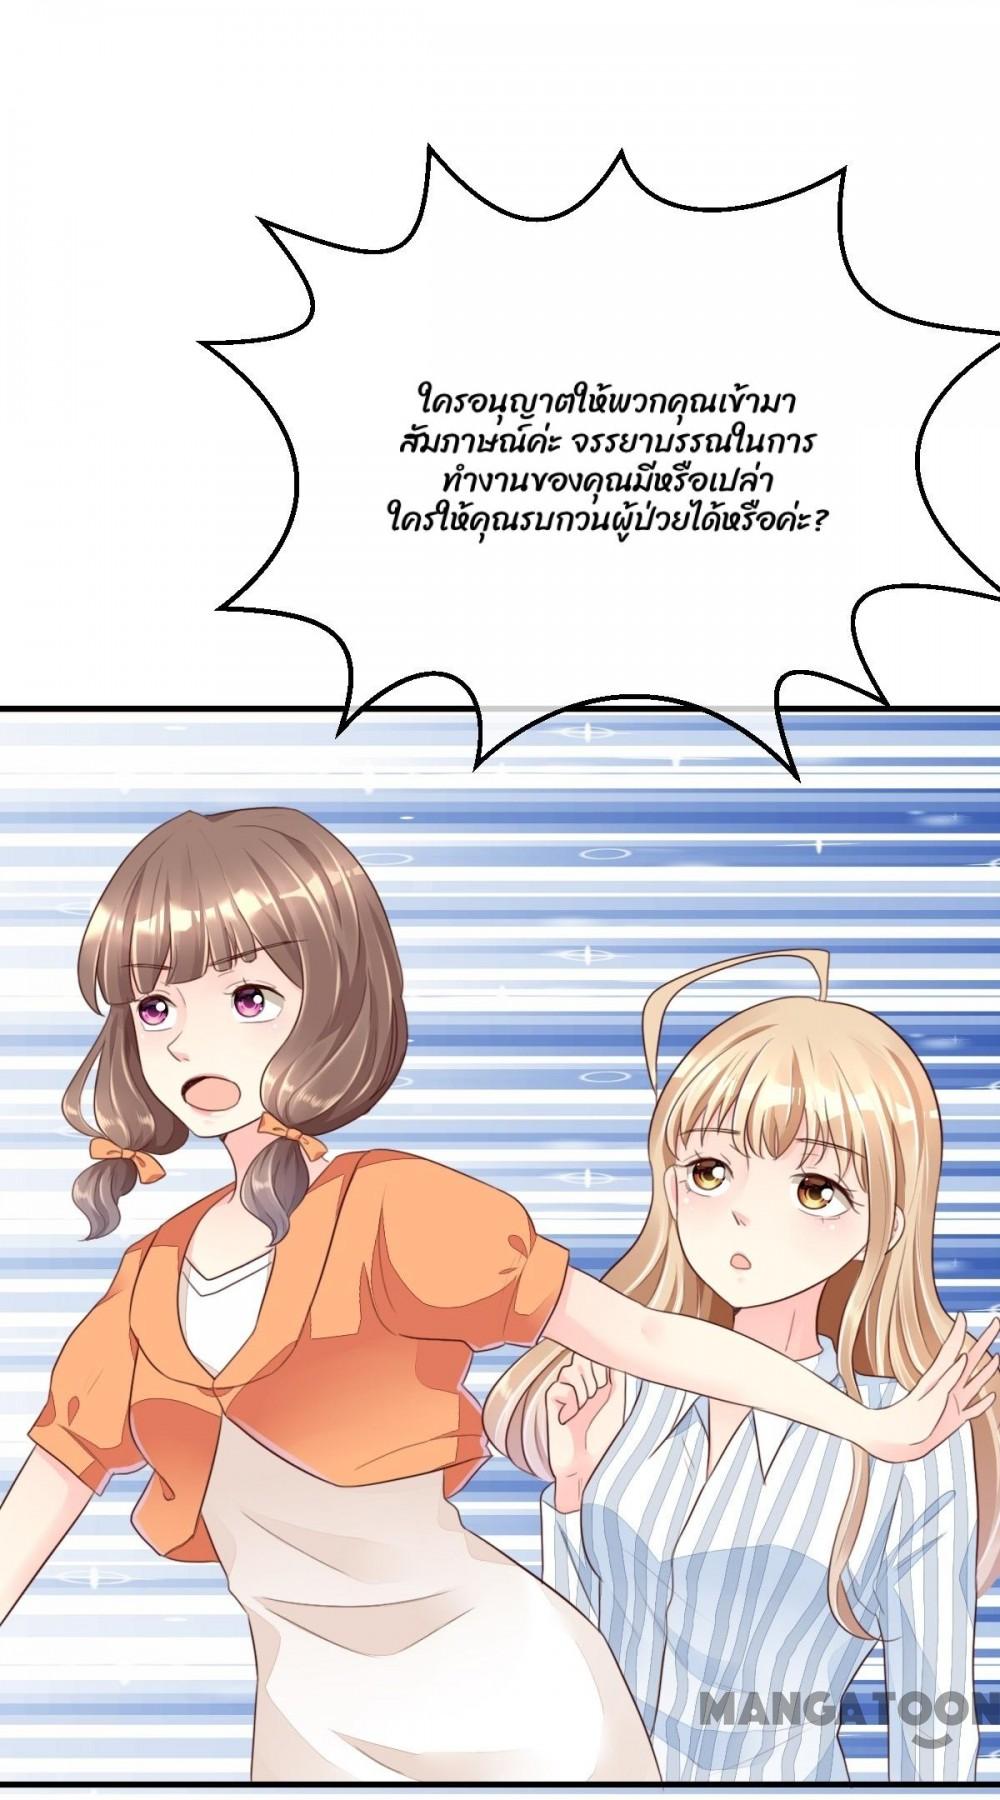 ใครอนุญาตให้พวกคุณเข้ามา
สัมภาษณ์ค่ะ จรรยาบรรณในการ
ทำงานของคุณมีหรือเปล่า
ใครให้คุณรบกวนผู้ป่วยได้หรือค่ะ?
MANGATOON